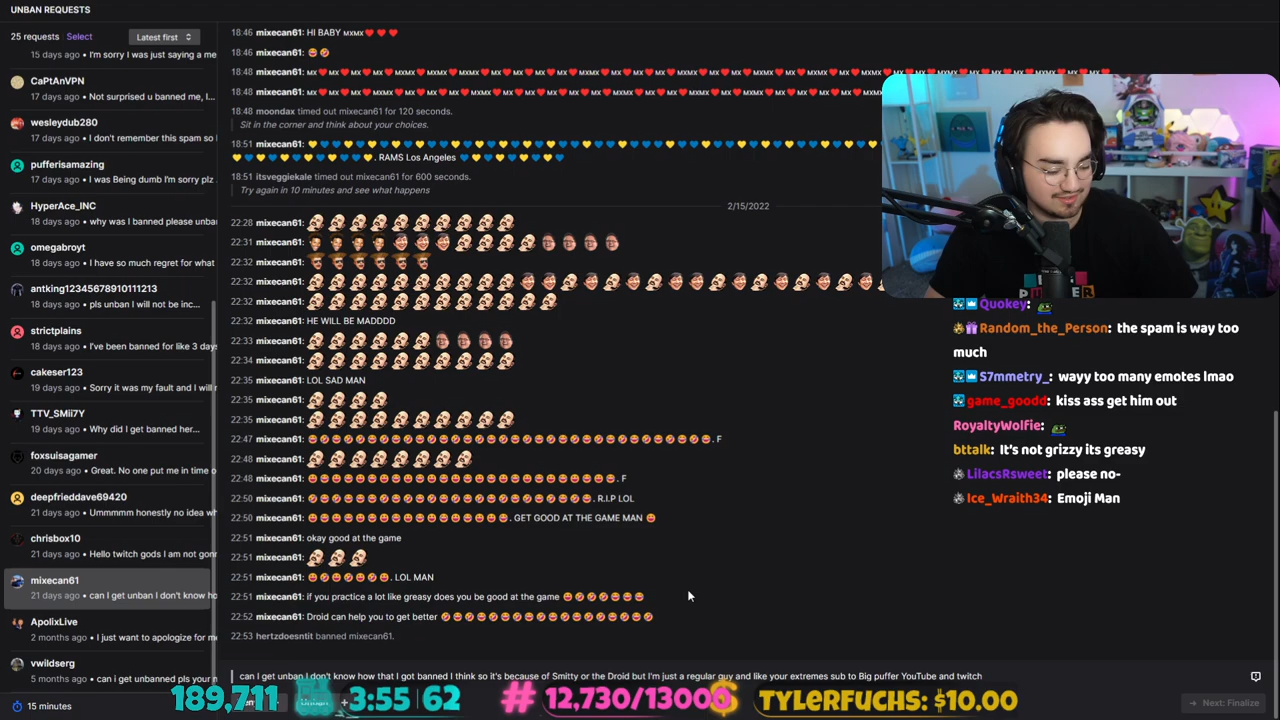 UNBAN REQUESTS
25 requests Select Latest first
15 days ago • I'm sorry I was just saying a me
CaPtAnVPN
17 days ago • Not surprised u banned me, I...
wesleydub280
17 days ago • I don't remember this spam so
pufferisamazing
17 days ago • I was Being dumb I'm sorry plz
HyperAce_INC
18 days ago • why was I banned please unba
omegabroyt
18 days ago • I have so much regret for what
antking12345678910111213
18 days ago • pls unban I will not be inc...
strictplains
18 days ago • I've been banned for like 3 day
cakeser123
19 days ago • Sorry it was my fault and I will
TTV_SMii7Y
19 days ago • Why did I get banned her...
foxsuisagamer
20 days ago • Great. No one put me in time o
deepfrieddave69420
21 days ago • Ummmm honestly no idea wh
chrisbox10
21 days ago • Hello twitch gods I am not gonn
mixecan61
21 days ago • can I get unban I don't know ho
ApolixLive
2 months ago • I just want to apologize for m
vwildserg
5 months ago • can i get unbanned pls your m
15 minutes
18:46 mixecan61: HI BABY MXMX❤️❤️❤️
18:46 mixecan61: 😂🤣
18:48 mixecan61:
18:48 mixecan61:
18:48 moondax timed out mixecan61 for 120 seconds.
Sit in the corner and think about your choices.
18:51 mixecan61:
. RAMS Los Angeles
18:51 itsveggiekale timed out mixecan61 for 600 seconds.
Try again in 10 minutes and see what happens
2/15/2022
22:28 mixecan61:
22:31 mixecan61:
22:32 mixecan61:
22:32 mixecan61:
22:32 mixecan61:
22:32 mixecan61: HE WILL BE MADDDD
22:33 mixecan61:
22:34 mixecan61:
22:35 mixecan61: LOL SAD MAN
22:35 mixecan61:
22:35 mixecan61:
22:47 mixecan61: . F
22:48 mixecan61:
22:48 mixecan61: . F
22:50 mixecan61: . R.I.P LOL
22:50 mixecan61: . GET GOOD AT THE GAME MAN
22:51 mixecan61: okay good at the game
22:51 mixecan61:
22:51 mixecan61: . LOL MAN
22:51 mixecan61: if you practice a lot like greasy does you be good at the game
22:52 mixecan61: Droid can help you to get better
22:53 hertzdoesntit banned mixecan61.
can I get unban I don't know how that I got banned I think so it's because of Smitty or the Droid but I'm just a regular guy and like your extremes sub to Big puffer YouTube and twitch
Next: Finalize
Quokey:
Random_the_Person: the spam is way too
much
S7mmetry_: wayy too many emotes lmao
game_goodd: kiss ass get him out
RoyaltyWolfie:
bttalk: It's not grizzy its greasy
LilacsRsweet: please no-
Ice_Wraith34: Emoji Man
189,711 3:55 62 # 12,730/13000 TYLERFUCHS: $10.00